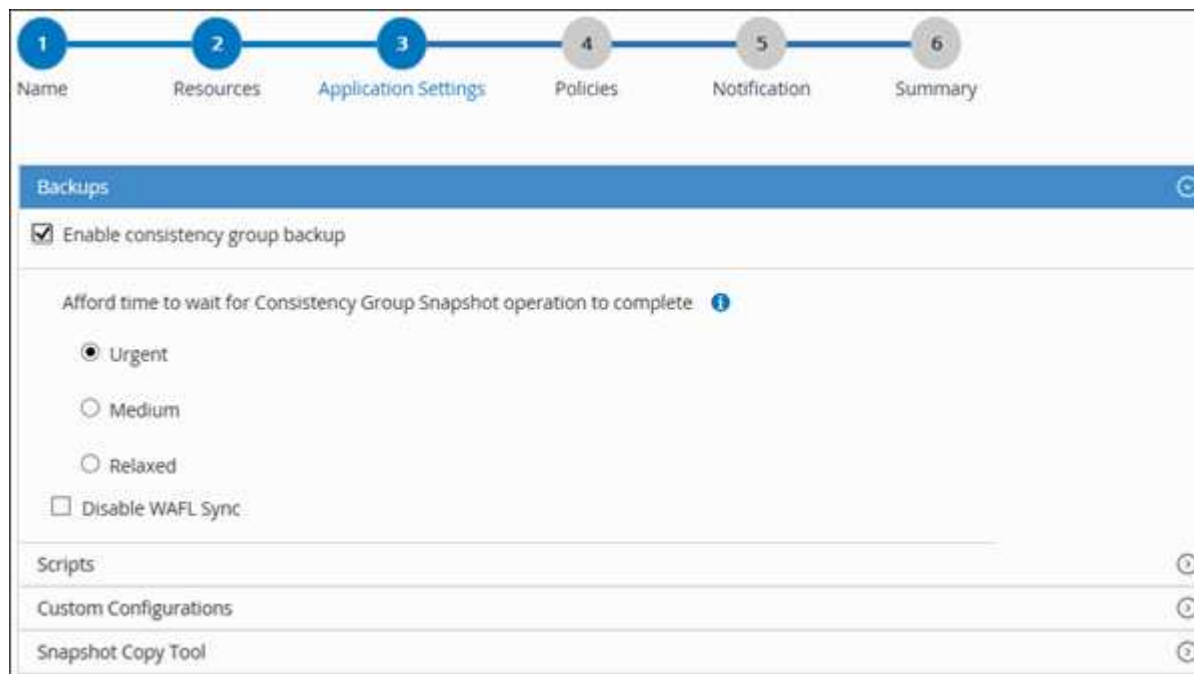 1 2 3 4 5 6
Name Resources Application Settings Policies Notification Summary
Backups
Enable consistency group backup
Afford time to wait for Consistency Group Snapshot operation to complete i
Urgent
Medium
Relaxed
Disable WAFL Sync
Scripts
Custom Configurations
Snapshot Copy Tool